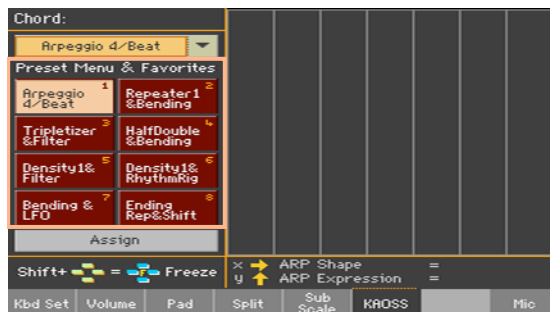 Chord:
Arpeggio 4/Beat
Preset Menu & Favorites
Arpeggio 4/Beat 1
Repeater1 &Bending 2
Tripletizer &Filter 3
HalfDouble &Bending 4
Density1& Filter 5
Density1& RhythmRig 6
Bending & LFO 7
Ending Rep&Shift 8
Assign
Shift+ = F Freeze
x ARP Shape =
y ARP Expression =
Kbd Set Volume Pad Split Sub Scale KAOSS Mic